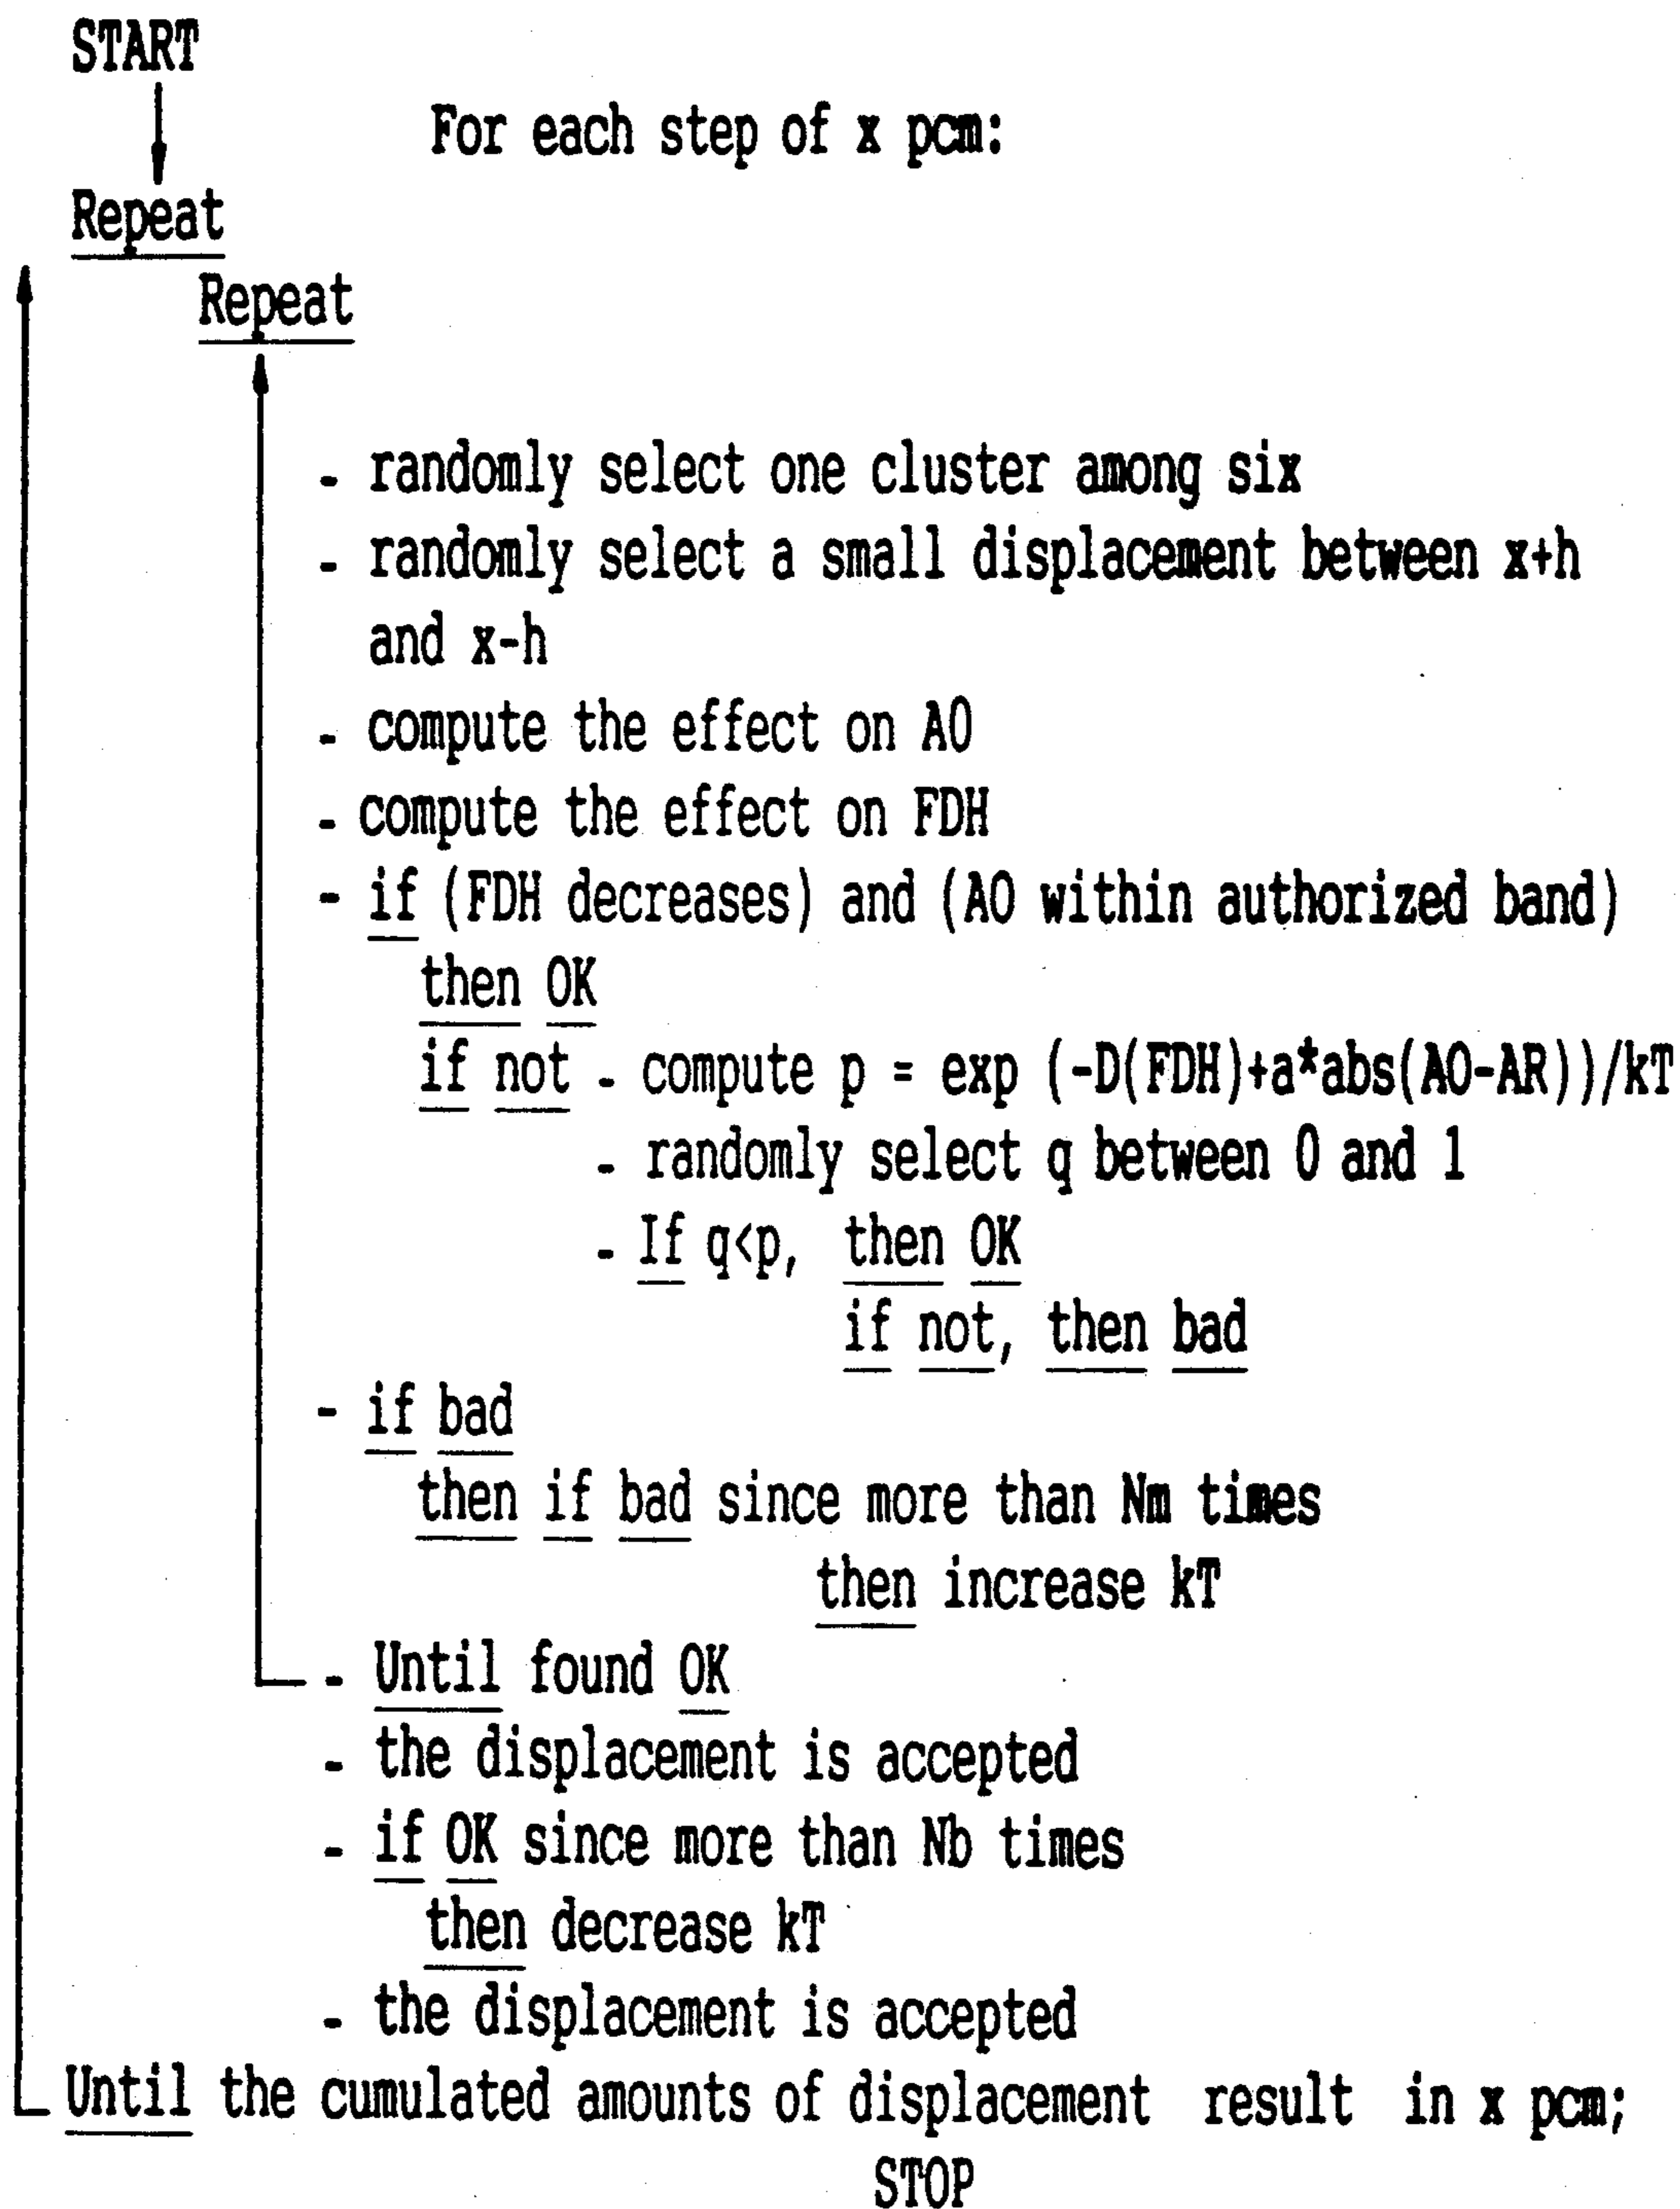 START
For each step of x pcm:
Repeat
Repeat
- randomly select one cluster among six
- randomly select a small displacement between x+h
and x-h
- compute the effect on AO
- compute the effect on FDH
- if (FDH decreases) and (AO within authorized band)
then OK
if not - compute p = exp (-D(FDH)+a*abs(AO-AR))/kT
- randomly select q between 0 and 1
- If q<p, then OK
if not, then bad
- if bad
then if bad since more than Nm times
then increase kT
- Until found OK
- the displacement is accepted
- if OK since more than Nb times
then decrease kT
- the displacement is accepted
Until the cumulated amounts of displacement result in x pcm;
STOP